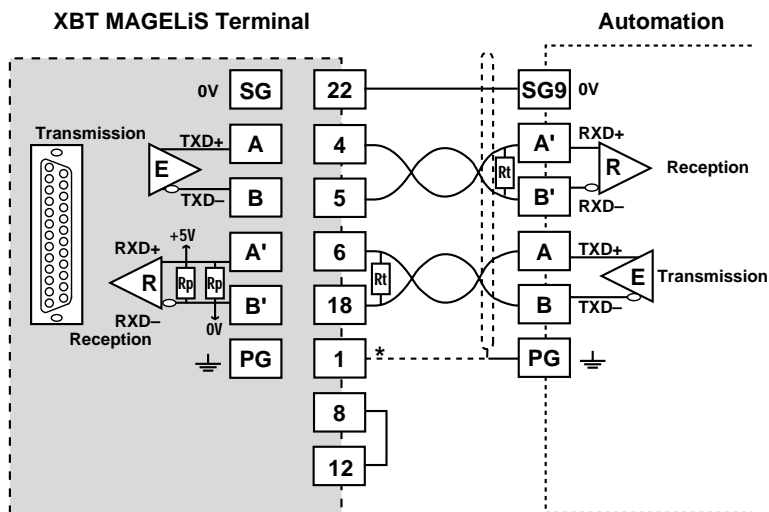 XBT MAGELiS Terminal
Automation
0V SG 22 SG9 0V
Transmission
TXD+ A 4 A' RXD+
E Rt R Reception
TXD– B 5 B' RXD–
RXD+ +5V A' 6 A TXD+
R Rp Rp Rt E Transmission
RXD– 0V B' 18 B TXD–
Reception
PG 1 * PG
8
12